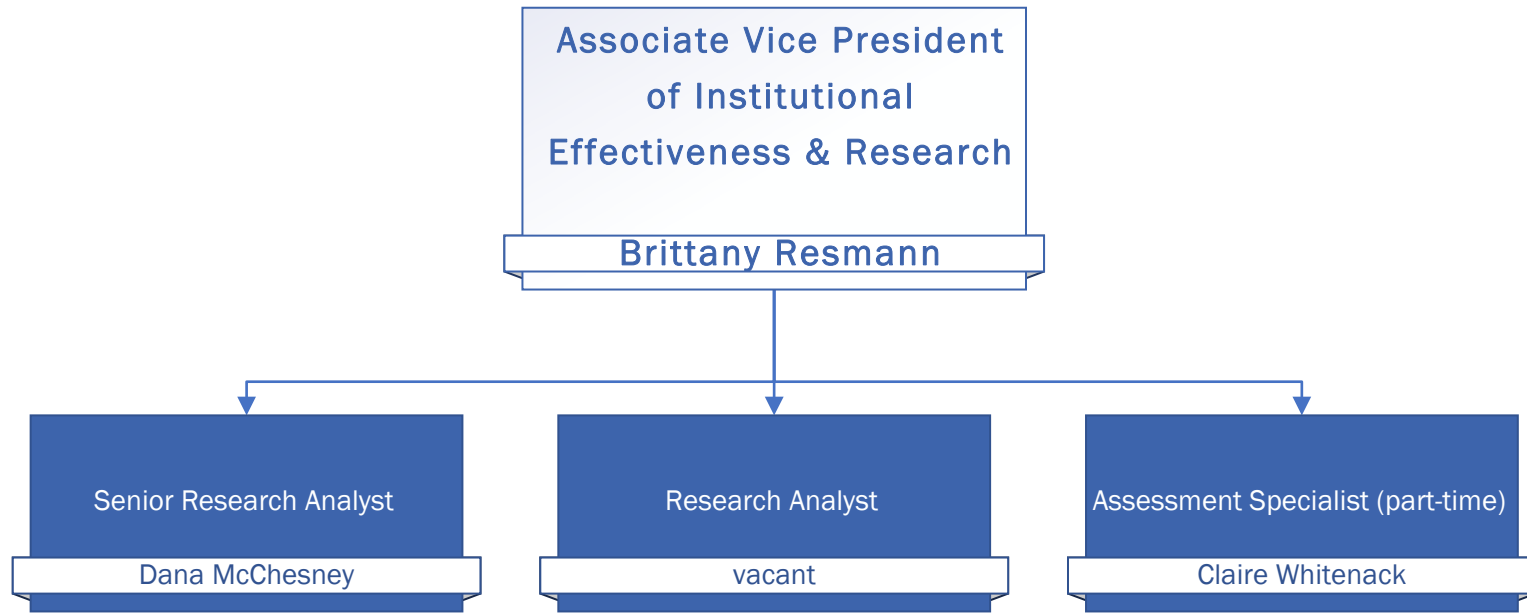 Associate Vice President
of Institutional
Effectiveness & Research
Brittany Resmann
Senior Research Analyst
Dana McChesney
Research Analyst
vacant
Assessment Specialist (part-time)
Claire Whitenack